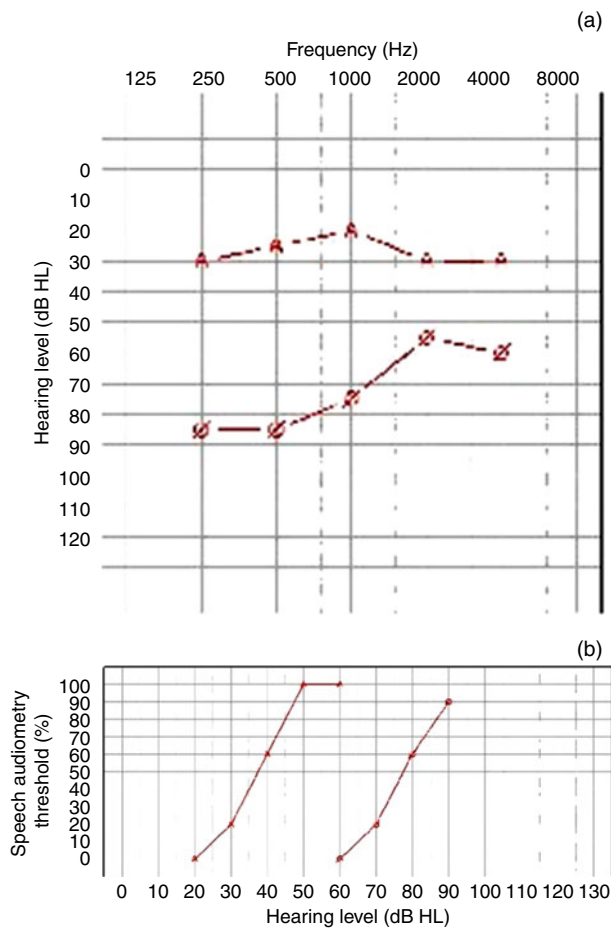 (a)
Frequency (Hz)
125 250 500 1000 2000 4000 8000
Hearing level (dB HL)
0
10
20
30
40
50
60
70
80
90
100
110
120
(b)
Speech audiometry
threshold (%)
100
90
80
70
60
50
40
30
20
10
0
0 10 20 30 40 50 60 70 80 90 100 110 120 130
Hearing level (dB HL)